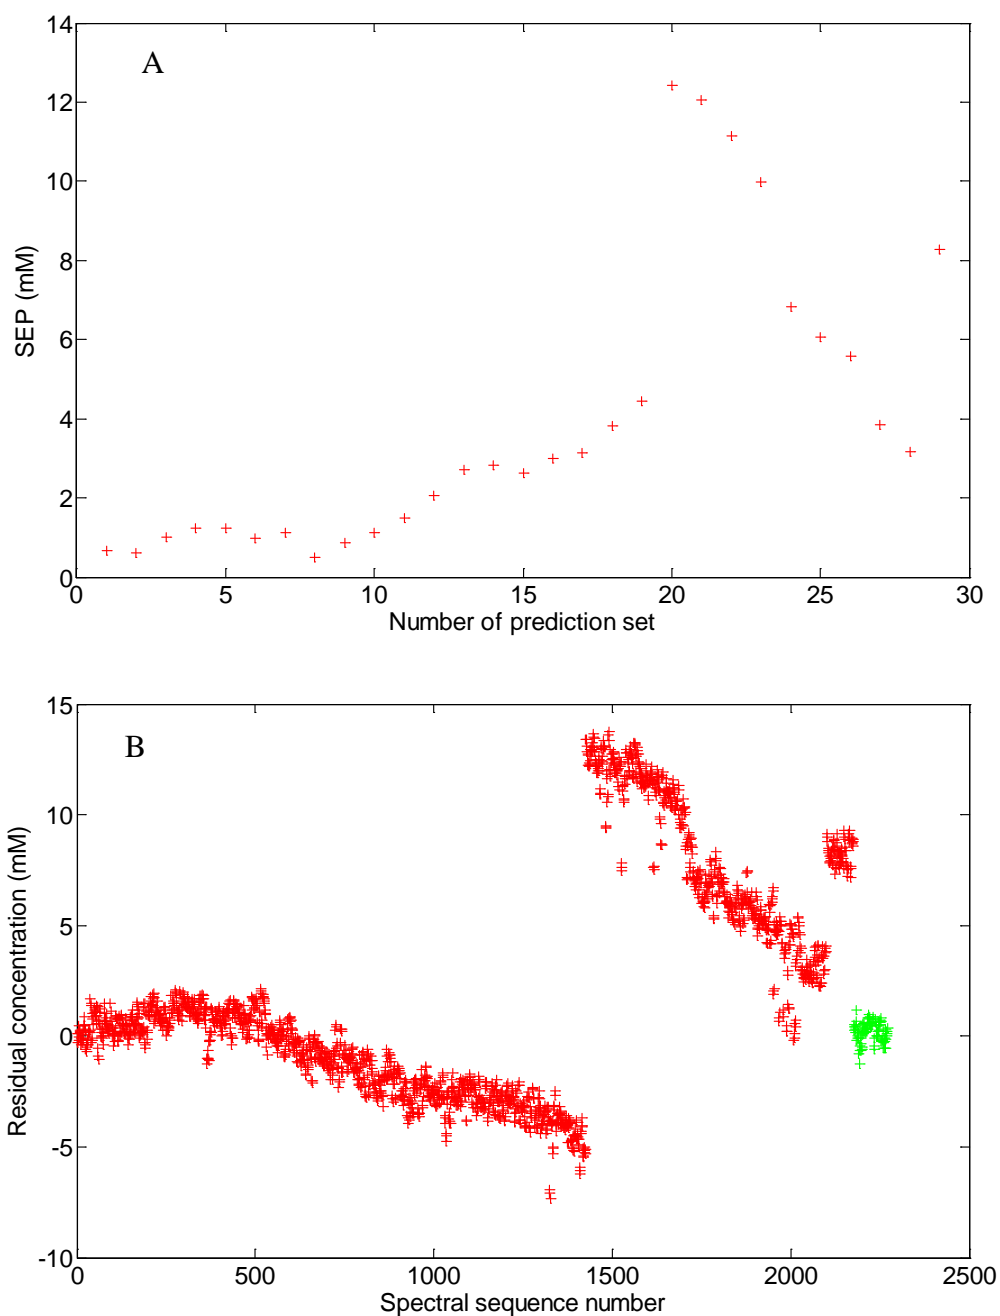 14
A
12
10
8
SEP (mM)
6
4
2
0
0 5 10 15 20 25 30
Number of prediction set
15
B
10
5
Residual concentration (mM)
0
-5
-10
0 500 1000 1500 2000 2500
Spectral sequence number